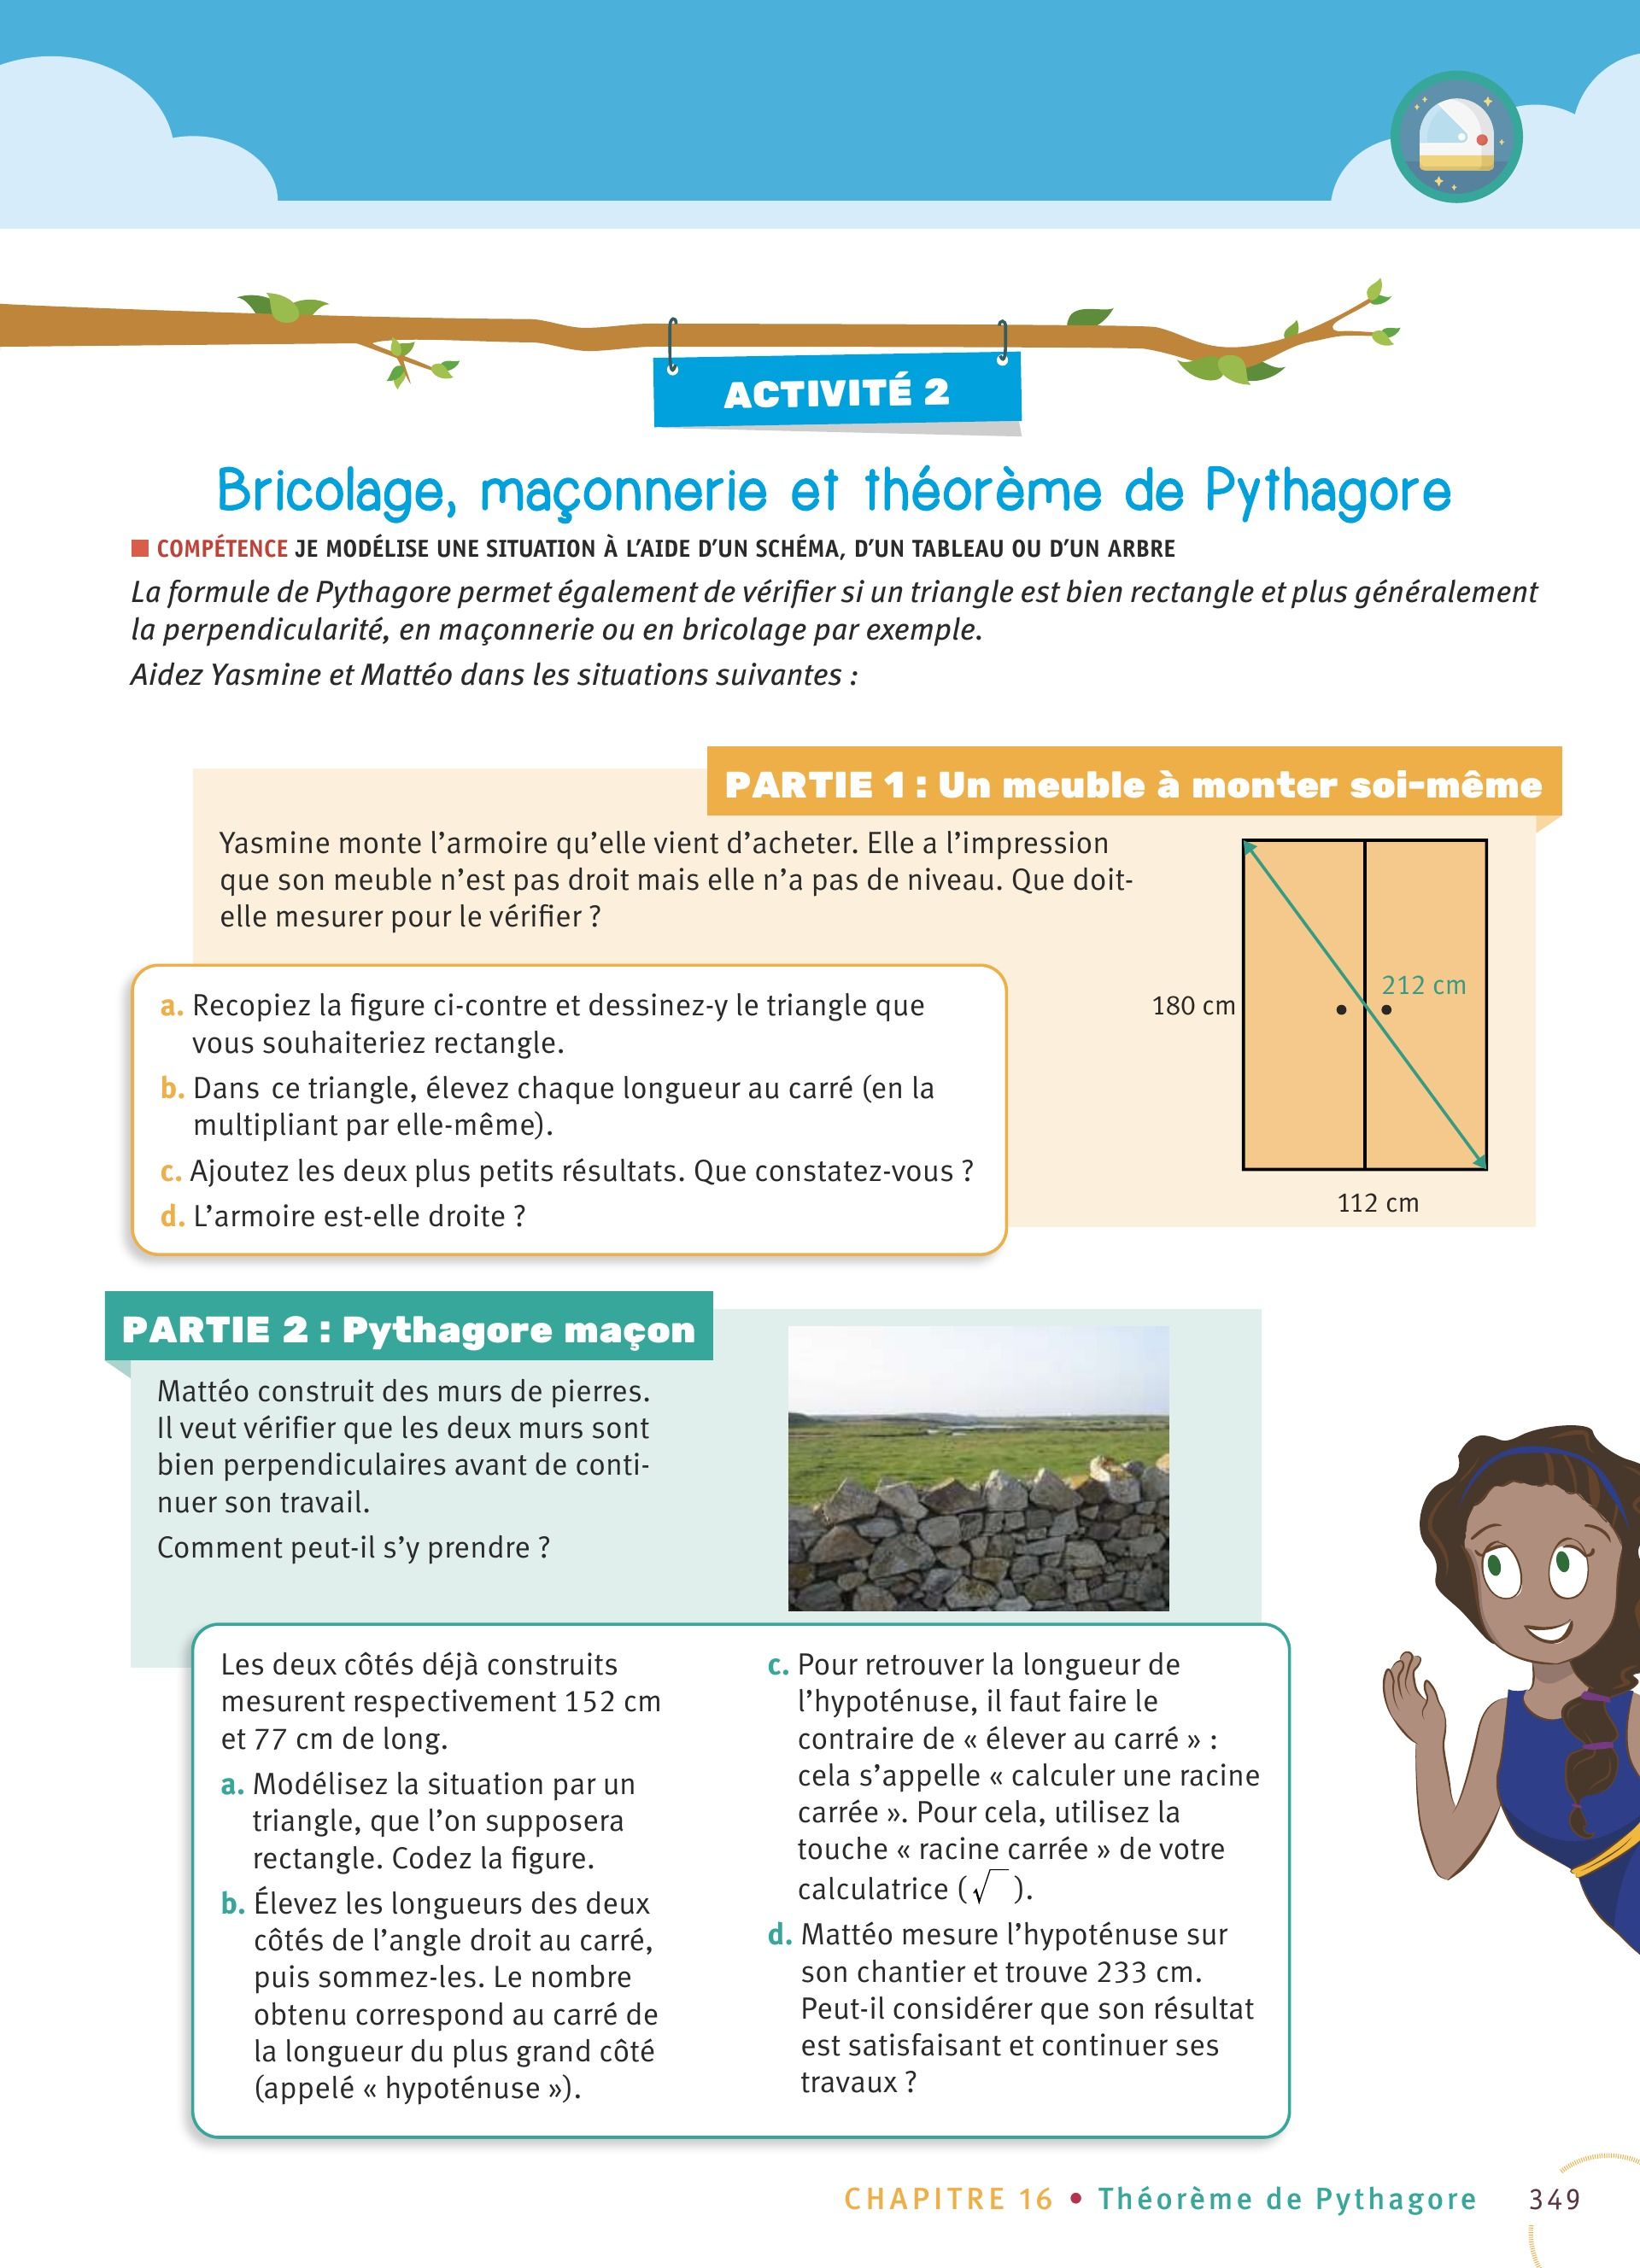 ACTIVITÉ 2
Bricolage, maçonnerie et théorème de Pythagore
COMPÉTENCE JE MODÉLISE UNE SITUATION À L’AIDE D’UN SCHÉMA, D’UN TABLEAU OU D’UN ARBRE
La formule de Pythagore permet également de vérifier si un triangle est bien rectangle et plus généralement
la perpendicularité, en maçonnerie ou en bricolage par exemple.
Aidez Yasmine et Mattéo dans les situations suivantes :
PARTIE 1 : Un meuble à monter soi-même
Yasmine monte l’armoire qu’elle vient d’acheter. Elle a l’impression
que son meuble n’est pas droit mais elle n’a pas de niveau. Que doit-
elle mesurer pour le vérifier ?
a. Recopiez la figure ci-contre et dessinez-y le triangle que
vous souhaiteriez rectangle.
b. Dans ce triangle, élevez chaque longueur au carré (en la
multipliant par elle-même).
c. Ajoutez les deux plus petits résultats. Que constatez-vous ?
d. L’armoire est-elle droite ?
212 cm
180 cm
112 cm
PARTIE 2 : Pythagore maçon
Mattéo construit des murs de pierres.
Il veut vérifier que les deux murs sont
bien perpendiculaires avant de conti-
nuer son travail.
Comment peut-il s’y prendre ?
Les deux côtés déjà construits
mesurent respectivement 152 cm
et 77 cm de long.
a. Modélisez la situation par un
triangle, que l’on supposera
rectangle. Codez la figure.
b. Élevez les longueurs des deux
côtés de l’angle droit au carré,
puis sommez-les. Le nombre
obtenu correspond au carré de
la longueur du plus grand côté
(appelé « hypoténuse »).
c. Pour retrouver la longueur de
l’hypoténuse, il faut faire le
contraire de « élever au carré » :
cela s’appelle « calculer une racine
carrée ». Pour cela, utilisez la
touche « racine carrée » de votre
calculatrice (√ ).
d. Mattéo mesure l’hypoténuse sur
son chantier et trouve 233 cm.
Peut-il considérer que son résultat
est satisfaisant et continuer ses
travaux ?
CHAPITRE 16 • Théorème de Pythagore 349